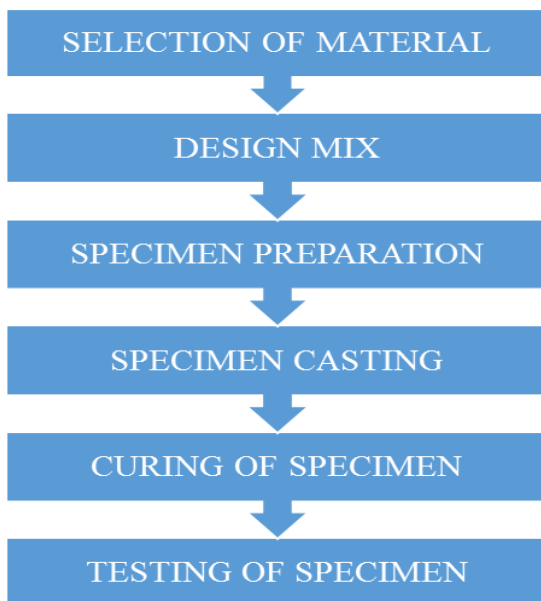 SELECTION OF MATERIAL
DESIGN MIX
SPECIMEN PREPARATION
SPECIMEN CASTING
CURING OF SPECIMEN
TESTING OF SPECIMEN